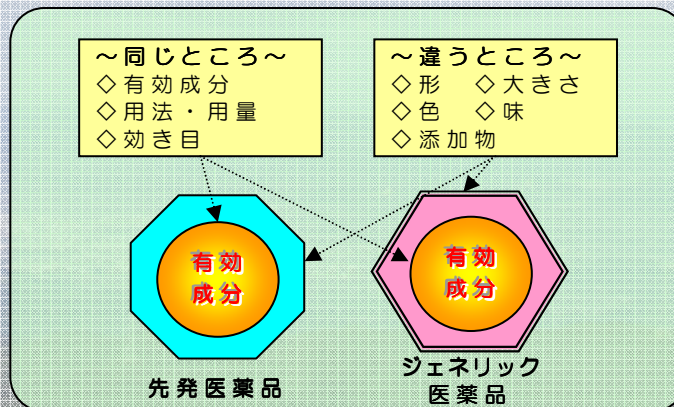 ～同じところ～
◇有効成分
◇用法・用量
◇効き目
～違うところ～
◇形 ◇大きさ
◇色 ◇味
◇添加物
有効
成分
有効
成分
先発医薬品
ジェネリック
医薬品